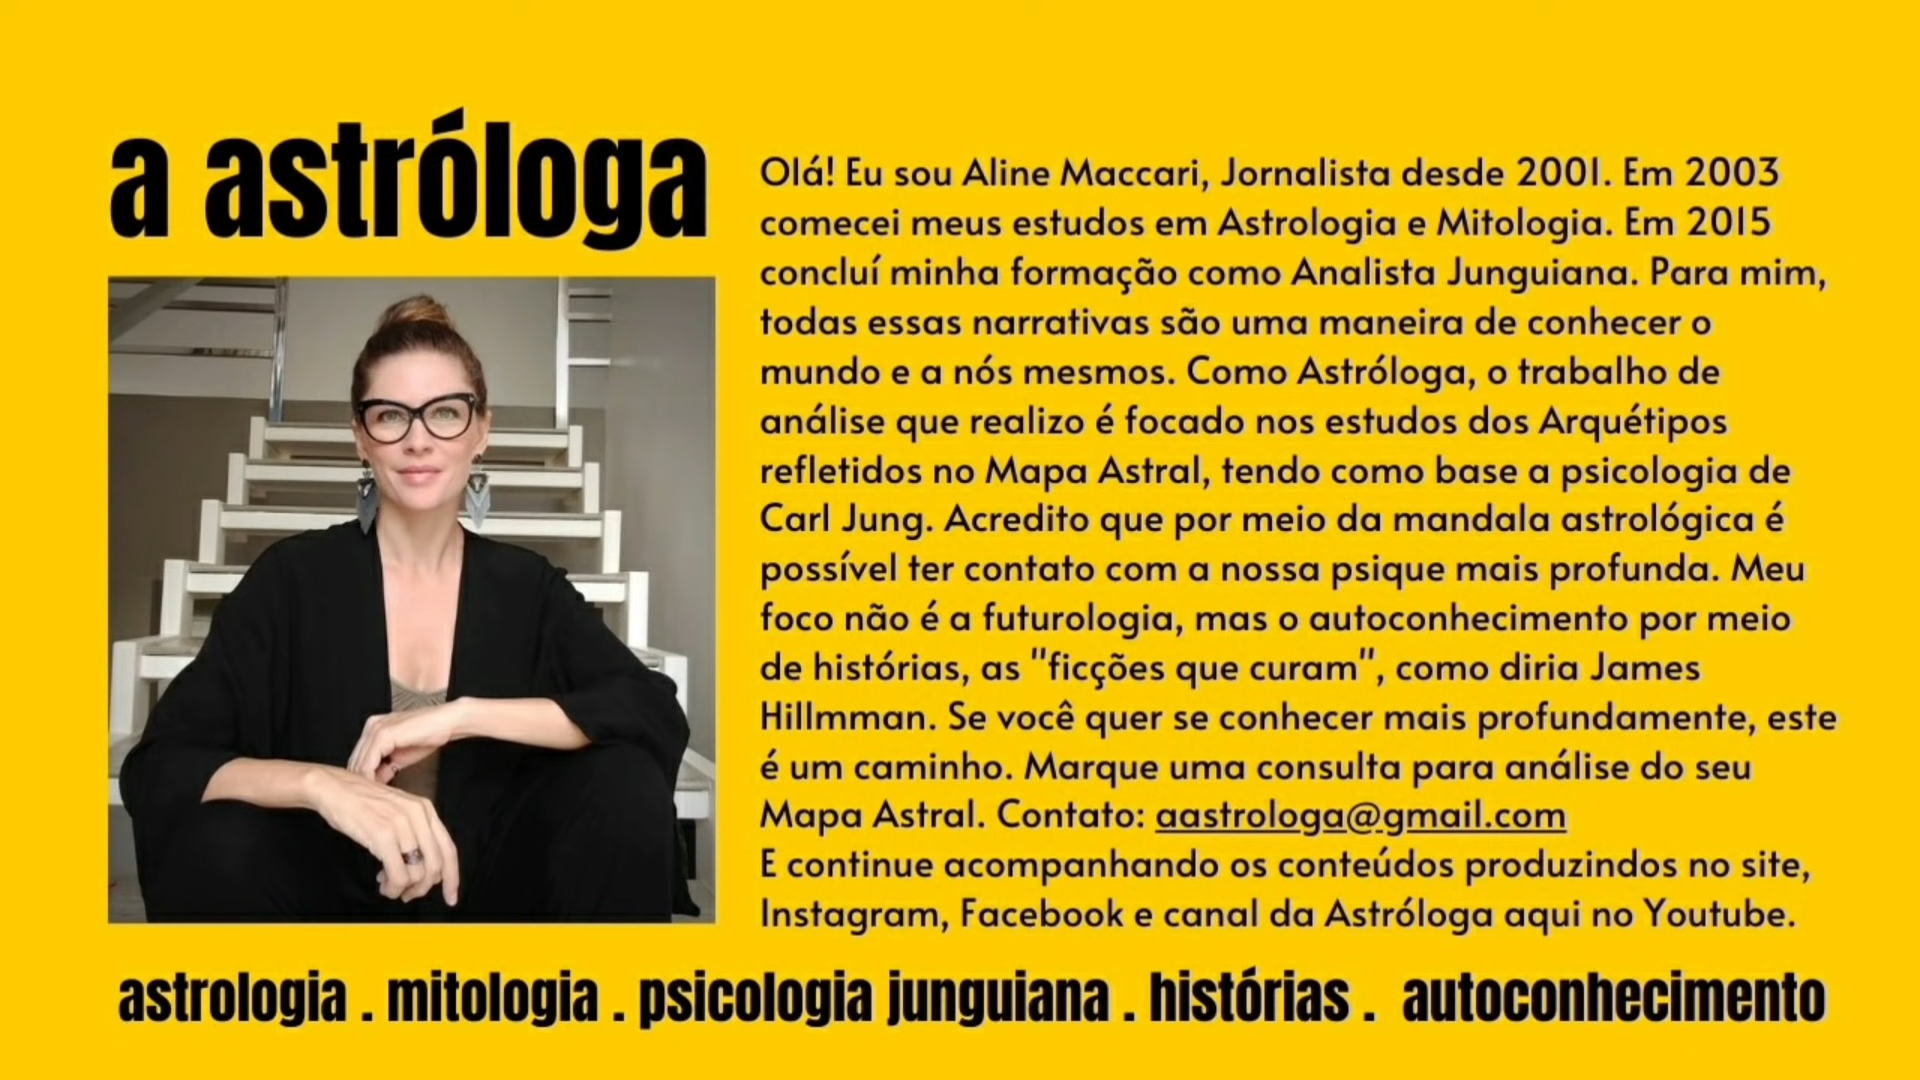 a astróloga
Olá! Eu sou Aline Maccari, Jornalista desde 2001. Em 2003
comecei meus estudos em Astrologia e Mitologia. Em 2015
concluí minha formação como Analista Junguiana. Para mim,
todas essas narrativas são uma maneira de conhecer o
mundo e a nós mesmos. Como Astróloga, o trabalho de
análise que realizo é focado nos estudos dos Arquétipos
refletidos no Mapa Astral, tendo como base a psicologia de
Carl Jung. Acredito que por meio da mandala astrológica é
possível ter contato com a nossa psique mais profunda. Meu
foco não é a futurologia, mas o autoconhecimento por meio
de histórias, as "ficções que curam", como diria James
Hillmman. Se você quer se conhecer mais profundamente, este
é um caminho. Marque uma consulta para análise do seu
Mapa Astral. Contato: aastrologa@gmail.com
E continue acompanhando os conteúdos produzindos no site,
Instagram, Facebook e canal da Astróloga aqui no Youtube.
astrologia . mitologia . psicologia junguiana . histórias . autoconhecimento